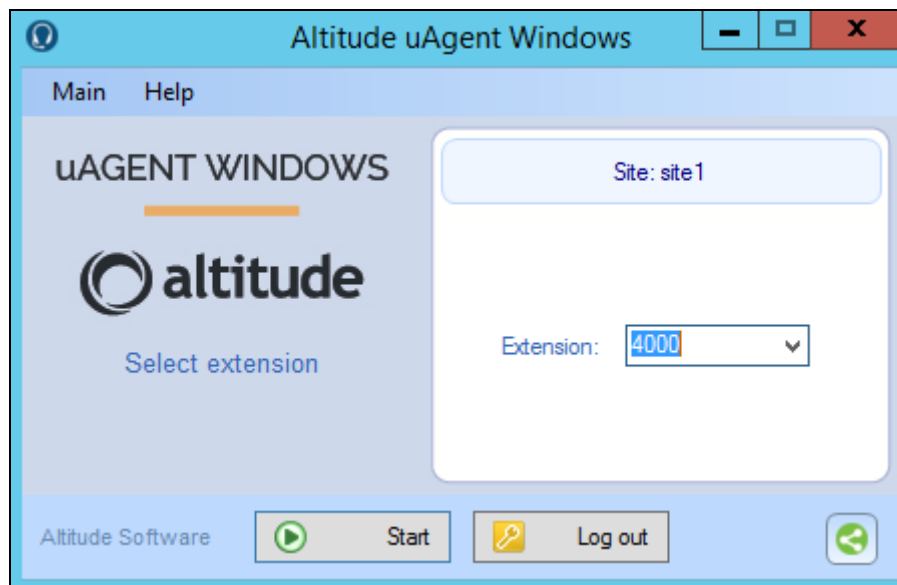 Altitude uAgent Windows
Main Help
uAGENT WINDOWS
altitude
Select extension
Site: site1
Extension: 4000
Altitude Software
Start
Log out